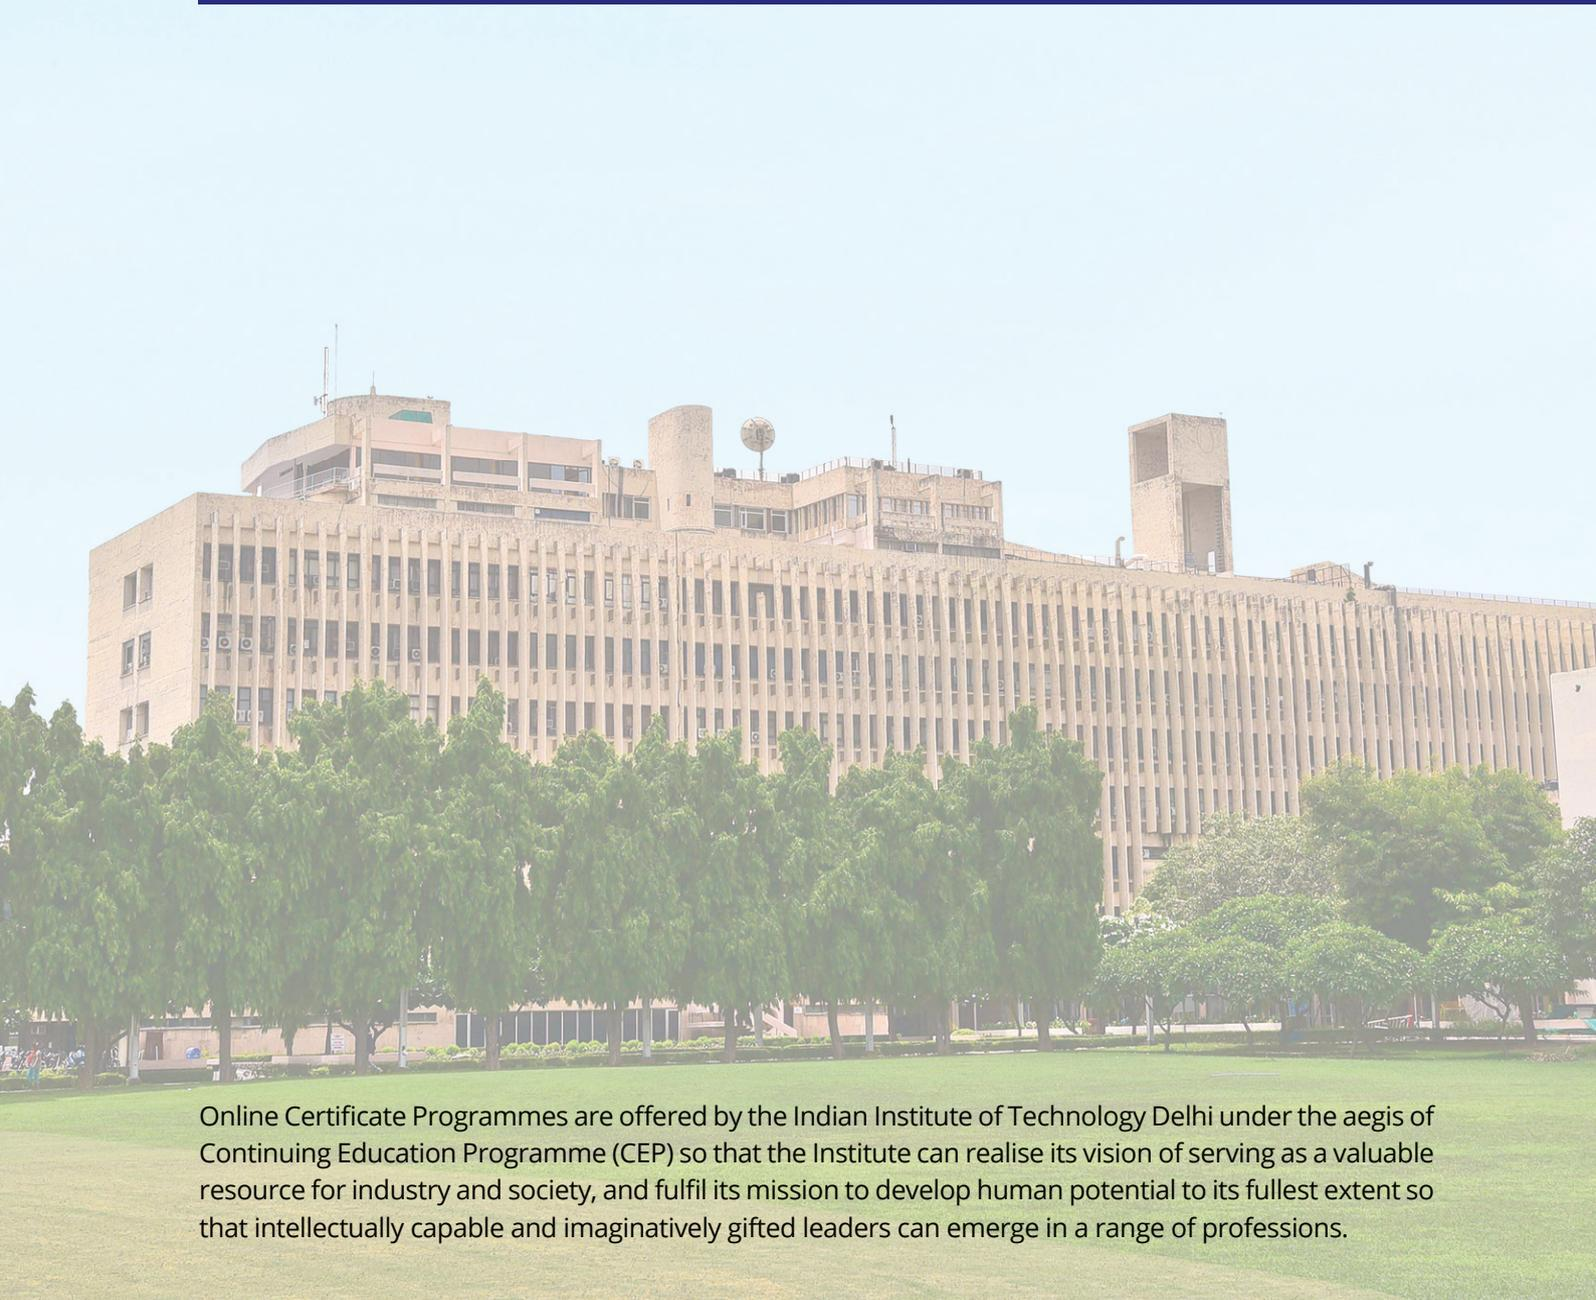 Online Certificate Programmes are offered by the Indian Institute of Technology Delhi under the aegis of
Continuing Education Programme (CEP) so that the Institute can realise its vision of serving as a valuable
resource for industry and society, and fulfil its mission to develop human potential to its fullest extent so
that intellectually capable and imaginatively gifted leaders can emerge in a range of professions.